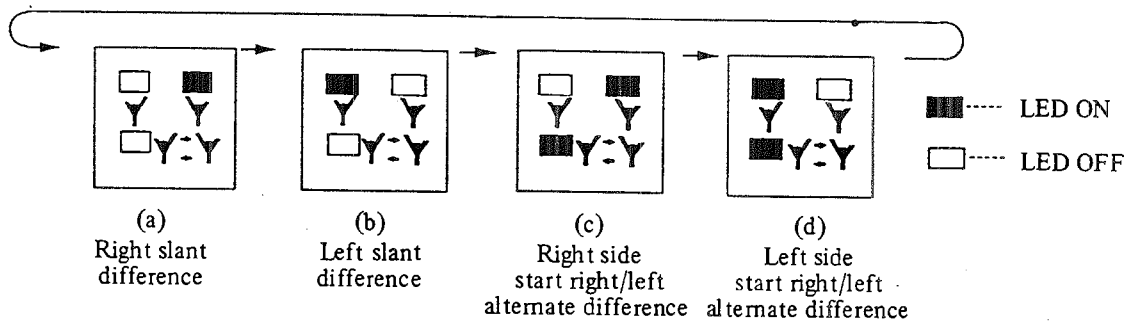 LED ON
LED OFF
(a)
Right slant
difference
(b)
Left slant
difference
(c)
Right side
start right/left
alternate difference
(d)
Left side
start right/left
alternate difference